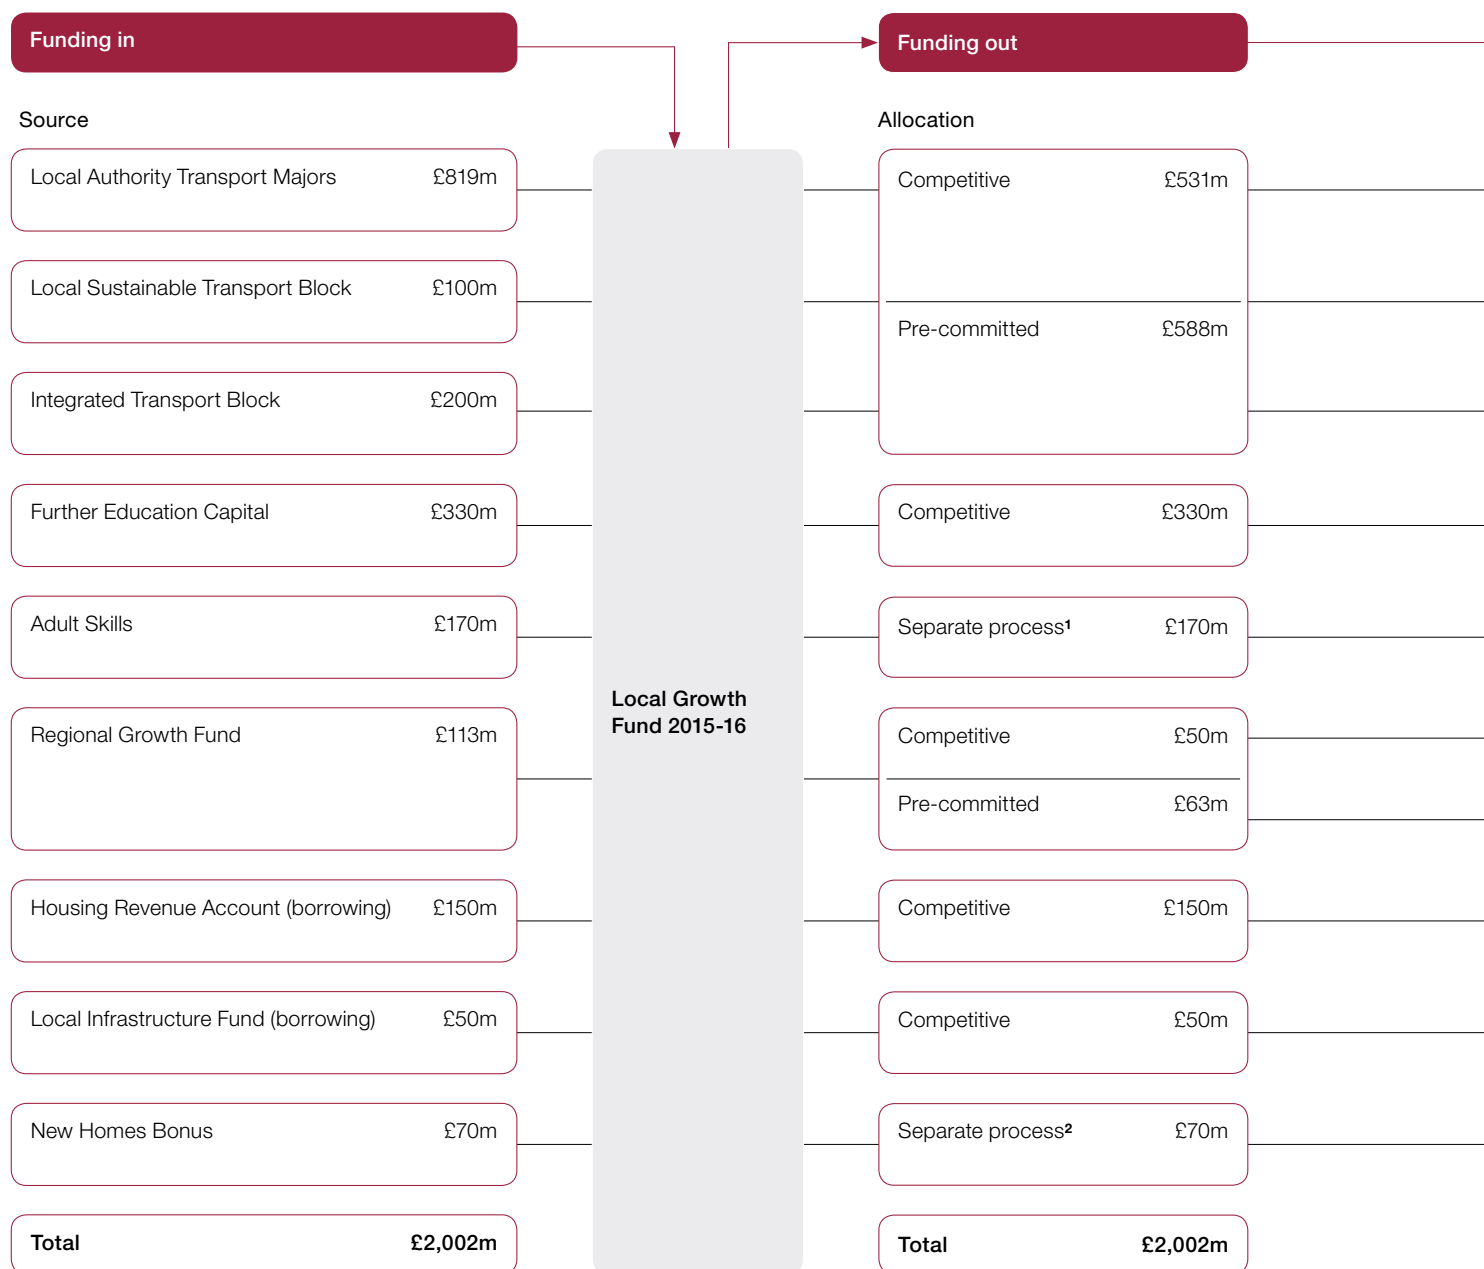 Funding in
Funding out
Source
Allocation
Local Authority Transport Majors £819m
Competitive £531m
Local Sustainable Transport Block £100m
Pre-committed £588m
Integrated Transport Block £200m
Further Education Capital £330m
Competitive £330m
Adult Skills £170m
Separate process¹ £170m
Local Growth
Fund 2015-16
Regional Growth Fund £113m
Competitive £50m
Pre-committed £63m
Housing Revenue Account (borrowing) £150m
Competitive £150m
Local Infrastructure Fund (borrowing) £50m
Competitive £50m
New Homes Bonus £70m
Separate process² £70m
Total £2,002m
Total £2,002m